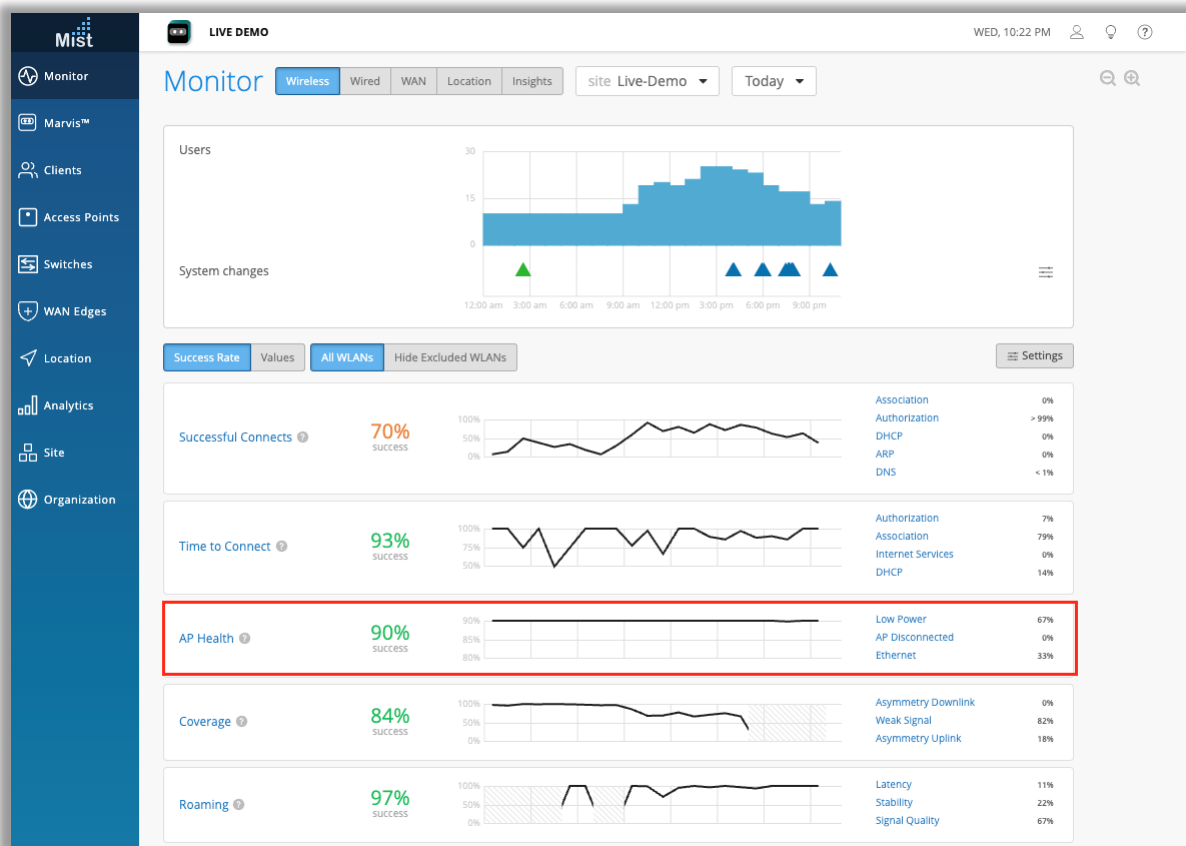 Mist
LIVE DEMO
WED, 10:22 PM
?
Monitor
Marvis™
Clients
Access Points
Switches
WAN Edges
Location
Analytics
Site
Organization
Monitor
Wireless Wired WAN Location Insights
site Live-Demo
Today
Users
30
15
0
System changes
12:00 am 3:00 am 6:00 am 9:00 am 12:00 pm 3:00 pm 6:00 pm 9:00 pm
Success Rate Values
All WLANs Hide Excluded WLANs
Settings
Successful Connects ?
70%
success
100%
50%
0%
Association 0%
Authorization > 99%
DHCP 0%
ARP 0%
DNS < 1%
Time to Connect ?
93%
success
100%
75%
50%
Authorization 7%
Association 79%
Internet Services 0%
DHCP 14%
AP Health ?
90%
success
90%
85%
80%
Low Power 67%
AP Disconnected 0%
Ethernet 33%
Coverage ?
84%
success
100%
50%
0%
Asymmetry Downlink 0%
Weak Signal 82%
Asymmetry Uplink 18%
Roaming ?
97%
success
100%
50%
0%
Latency 11%
Stability 22%
Signal Quality 67%